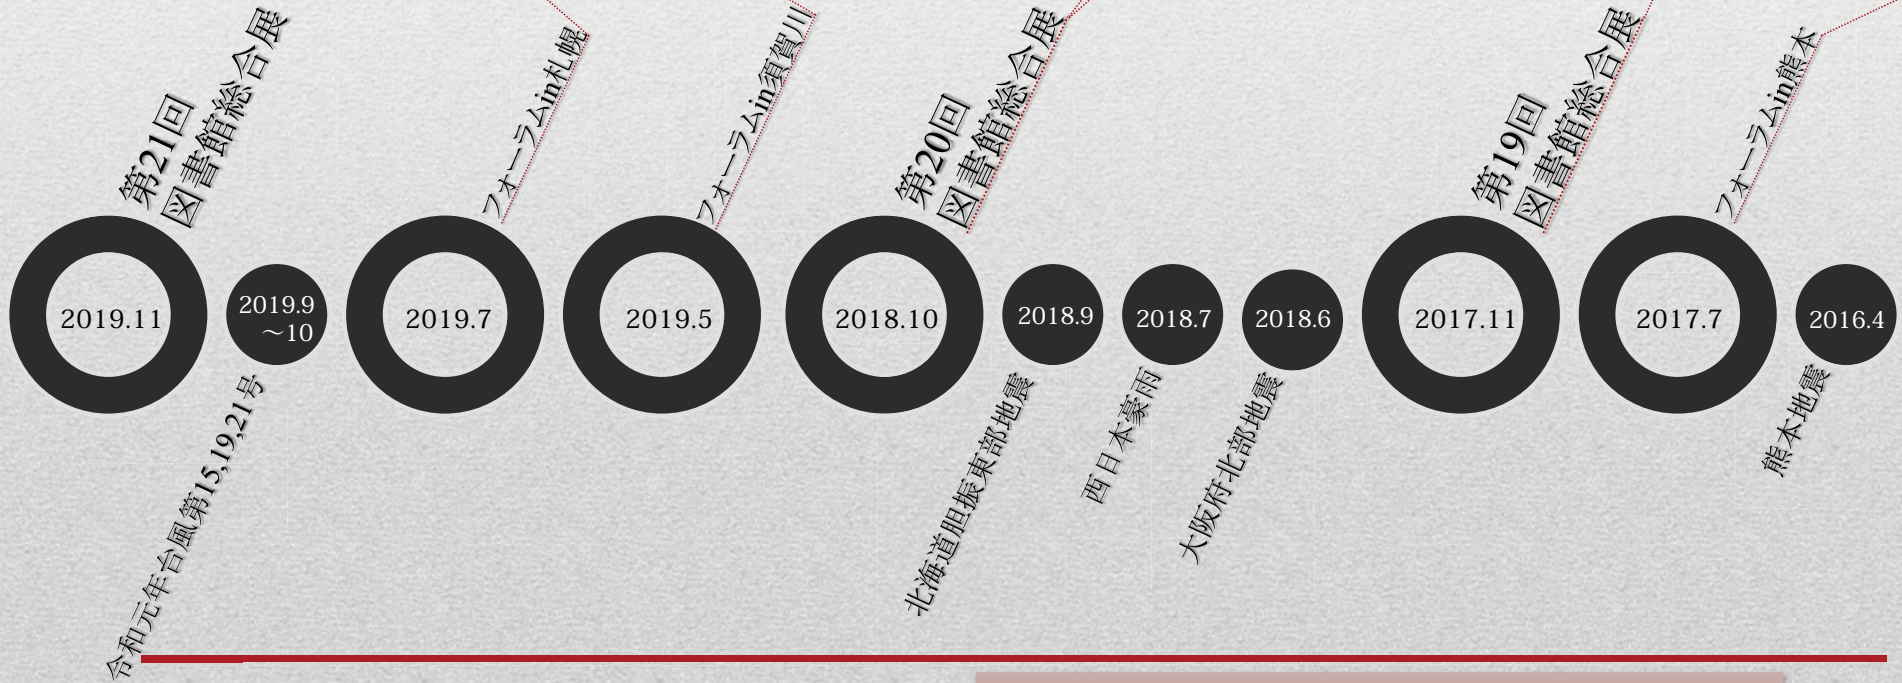 第21回
図書館総合展
2019.11
2019.9
～10
令和元年台風第15,19,21号
フォーラムin札幌
2019.7
フォーラムin須賀川
2019.5
第20回
図書館総合展
2018.10
2018.9
北海道胆振東部地震
2018.7
西日本豪雨
2018.6
大阪府北部地震
第19回
図書館総合展
2017.11
フォーラムin熊本
2017.7
2016.4
熊本地震